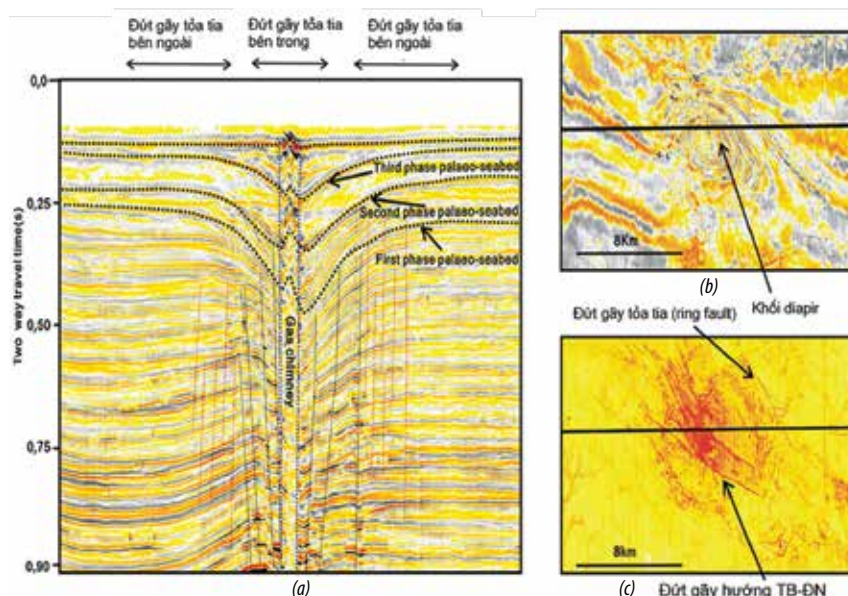 Đứt gãy tỏa tia
bên ngoài
Đứt gãy tỏa tia
bên trong
Đứt gãy tỏa tia
bên ngoài
0,0
0,25
0,50
0,75
0,90
Two way travel time(s)
Third phase palaeo-seabed
Second phase palaeo-seabed
First phase palaeo-seabed
Gas chimney
(a)
8Km
(b)
Đứt gãy tỏa tia (ring fault)
Khối diapir
8km
(c)
Đứt gãy hướng TB-ĐN